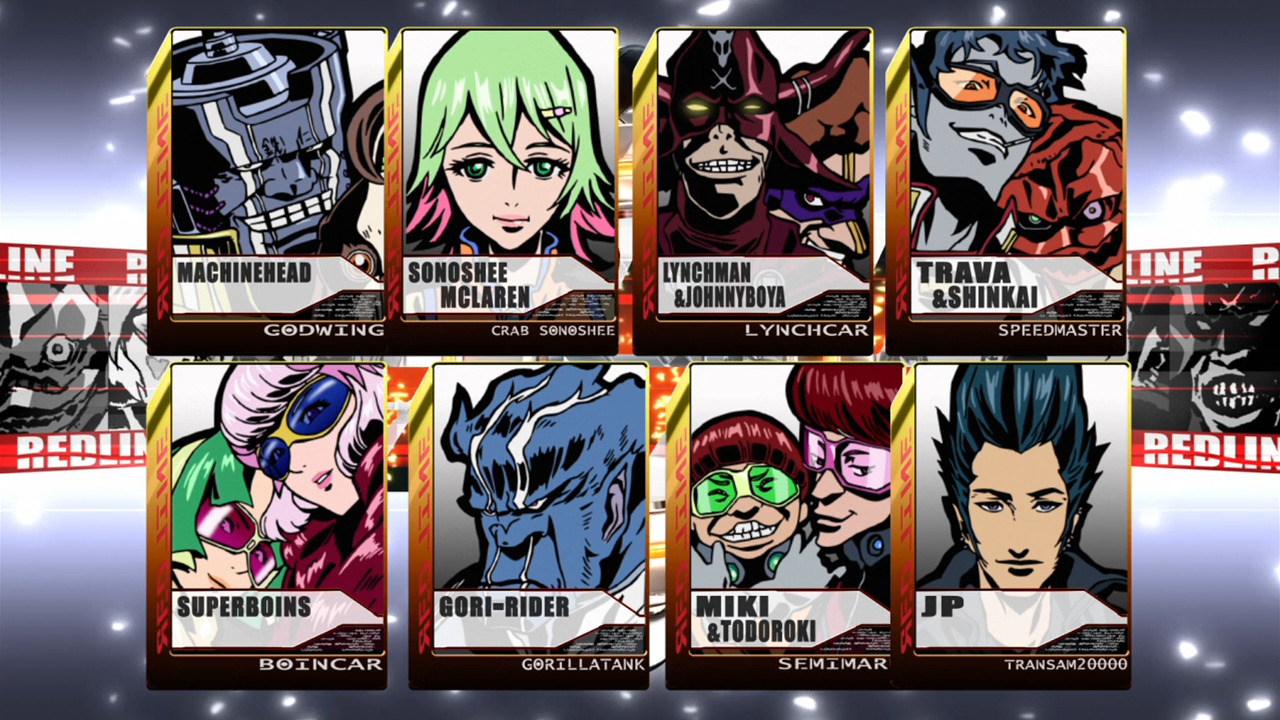 MACHINEHEAD
GODWING
SONOSHEE
MCLAREN
CRAB SONOSHEE
LYNCHMAN
&JOHNNYBOYA
LYNCHCAR
TRAVA
&SHINKAI
SPEEDMASTER
LINE
R
LINE
R
REDLIN
REDLINE
SUPERBOINS
BOINCAR
GORI-RIDER
GORILLATANK
MIKI
&TODOROKI
SEMIMAR
JP
TRANSAM20000